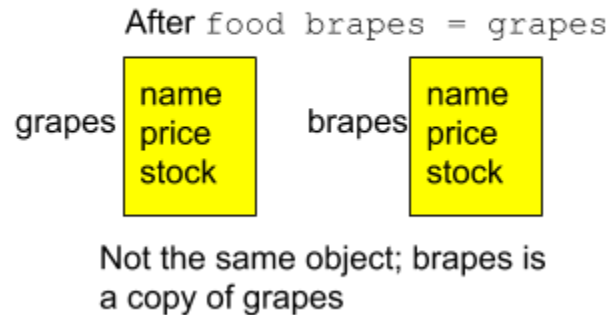 After food brapes = grapes
grapes
name
price
stock
brapes
name
price
stock
Not the same object; brapes is
a copy of grapes